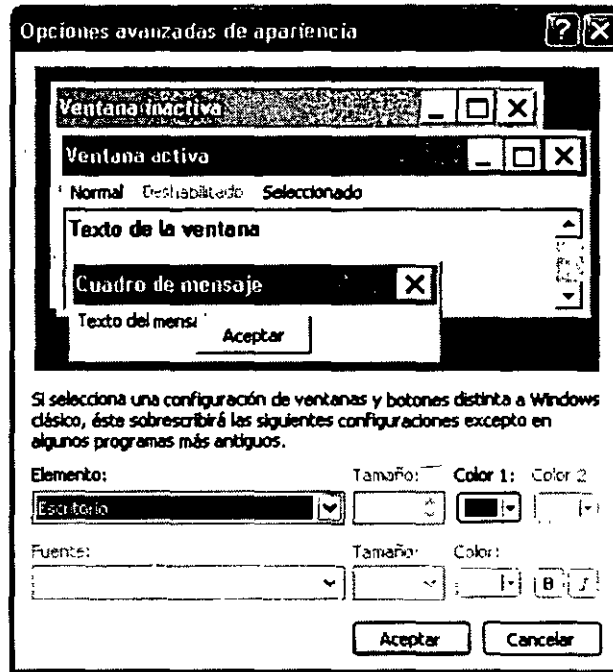 Opciones avanzadas de apariencia
Ventana inactiva
Ventana activa
Normal Deshabilitado Seleccionado
Texto de la ventana
Cuadro de mensaje
Texto del mensa
Aceptar
Si selecciona una configuración de ventanas y botones distinta a Windows
clásico, éste sobrescribirá las siguientes configuraciones excepto en
algunos programas más antiguos.
Elemento: Tamaño: Color 1: Color 2
Escritorio
Fuente: Tamaño: Color:
B I
Aceptar Cancelar